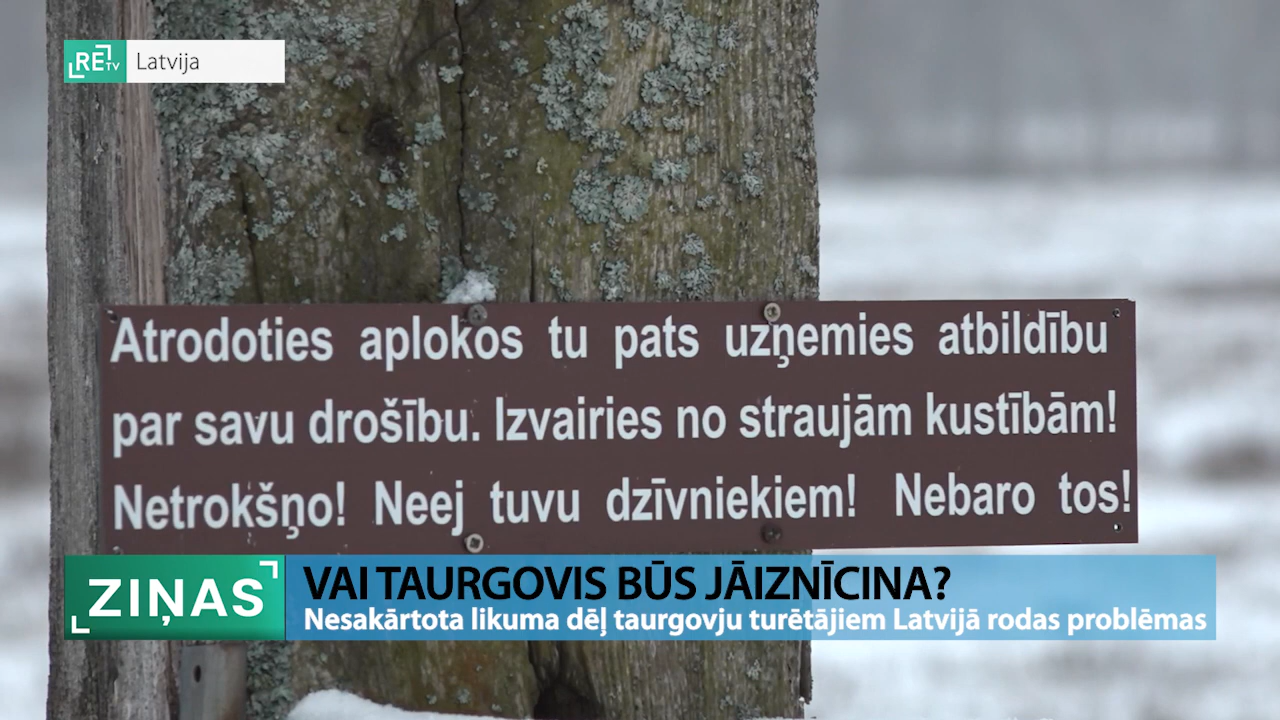 RE TV Latvija
Atrodoties aplokos tu pats uzņemies atbildību
par savu drošību. Izvairies no straujām kustībām!
Netrokšņo! Neej tuvu dzīvniekiem! Nebaro tos!
ZIŅAS
VAI TAURGOVIS BŪS JĀIZNĪCINA?
Nesakārtota likuma dēļ taurgovju turētājiem Latvijā rodas problēmas